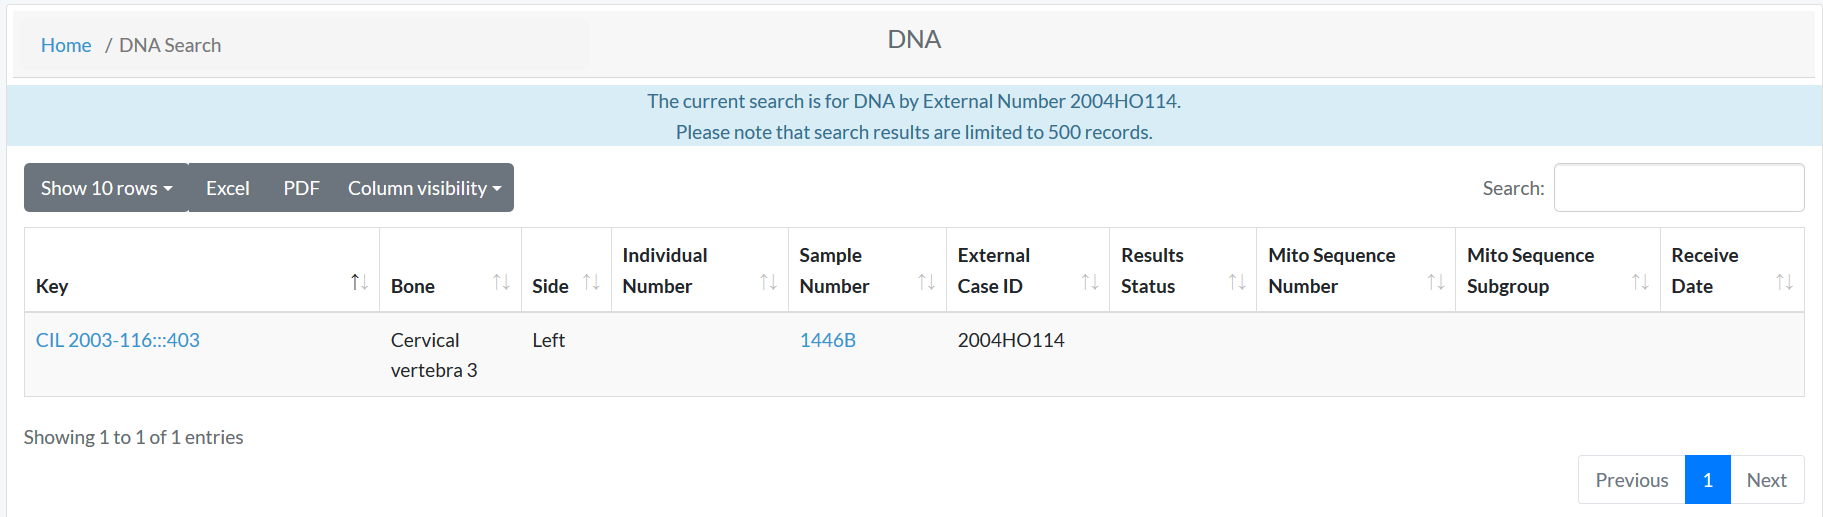 Home / DNA Search
DNA
The current search is for DNA by External Number 2004HO114.
Please note that search results are limited to 500 records.
Show 10 rows Excel PDF Column visibility
Search:
Key Bone Side Individual Number Sample Number External Case ID Results Status Mito Sequence Number Mito Sequence Subgroup Receive Date
CIL 2003-116:::403 Cervical vertebra 3 Left 1446B 2004HO114
Showing 1 to 1 of 1 entries
Previous 1 Next